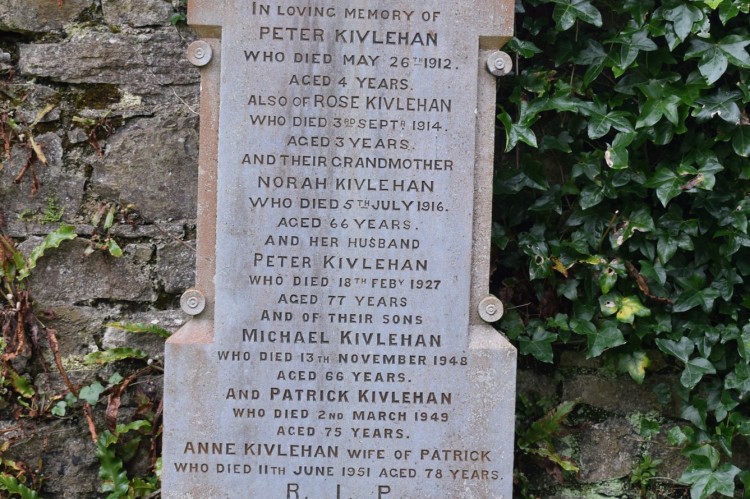 IN LOVING MEMORY OF
PETER KIVLEHAN
WHO DIED MAY 26TH 1912.
AGED 4 YEARS.
ALSO OF ROSE KIVLEHAN
WHO DIED 3RD SEPTR 1914.
AGED 3 YEARS.
AND THEIR GRANDMOTHER
NORAH KIVLEHAN
WHO DIED 5TH JULY 1916.
AGED 66 YEARS.
AND HER HUSBAND
PETER KIVLEHAN
WHO DIED 18TH FEBY 1927
AGED 77 YEARS
AND OF THEIR SONS
MICHAEL KIVLEHAN
WHO DIED 13TH NOVEMBER 1948
AGED 66 YEARS.
AND PATRICK KIVLEHAN
WHO DIED 2ND MARCH 1949
AGED 75 YEARS.
ANNE KIVLEHAN WIFE OF PATRICK
WHO DIED 11TH JUNE 1951 AGED 78 YEARS.
R. I. P.